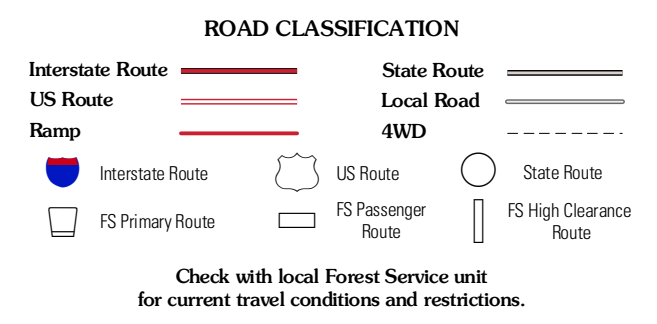 ROAD CLASSIFICATION
Interstate Route
State Route
US Route
Local Road
Ramp
4WD
Interstate Route
US Route
State Route
FS Primary Route
FS Passenger
Route
FS High Clearance
Route
Check with local Forest Service unit
for current travel conditions and restrictions.